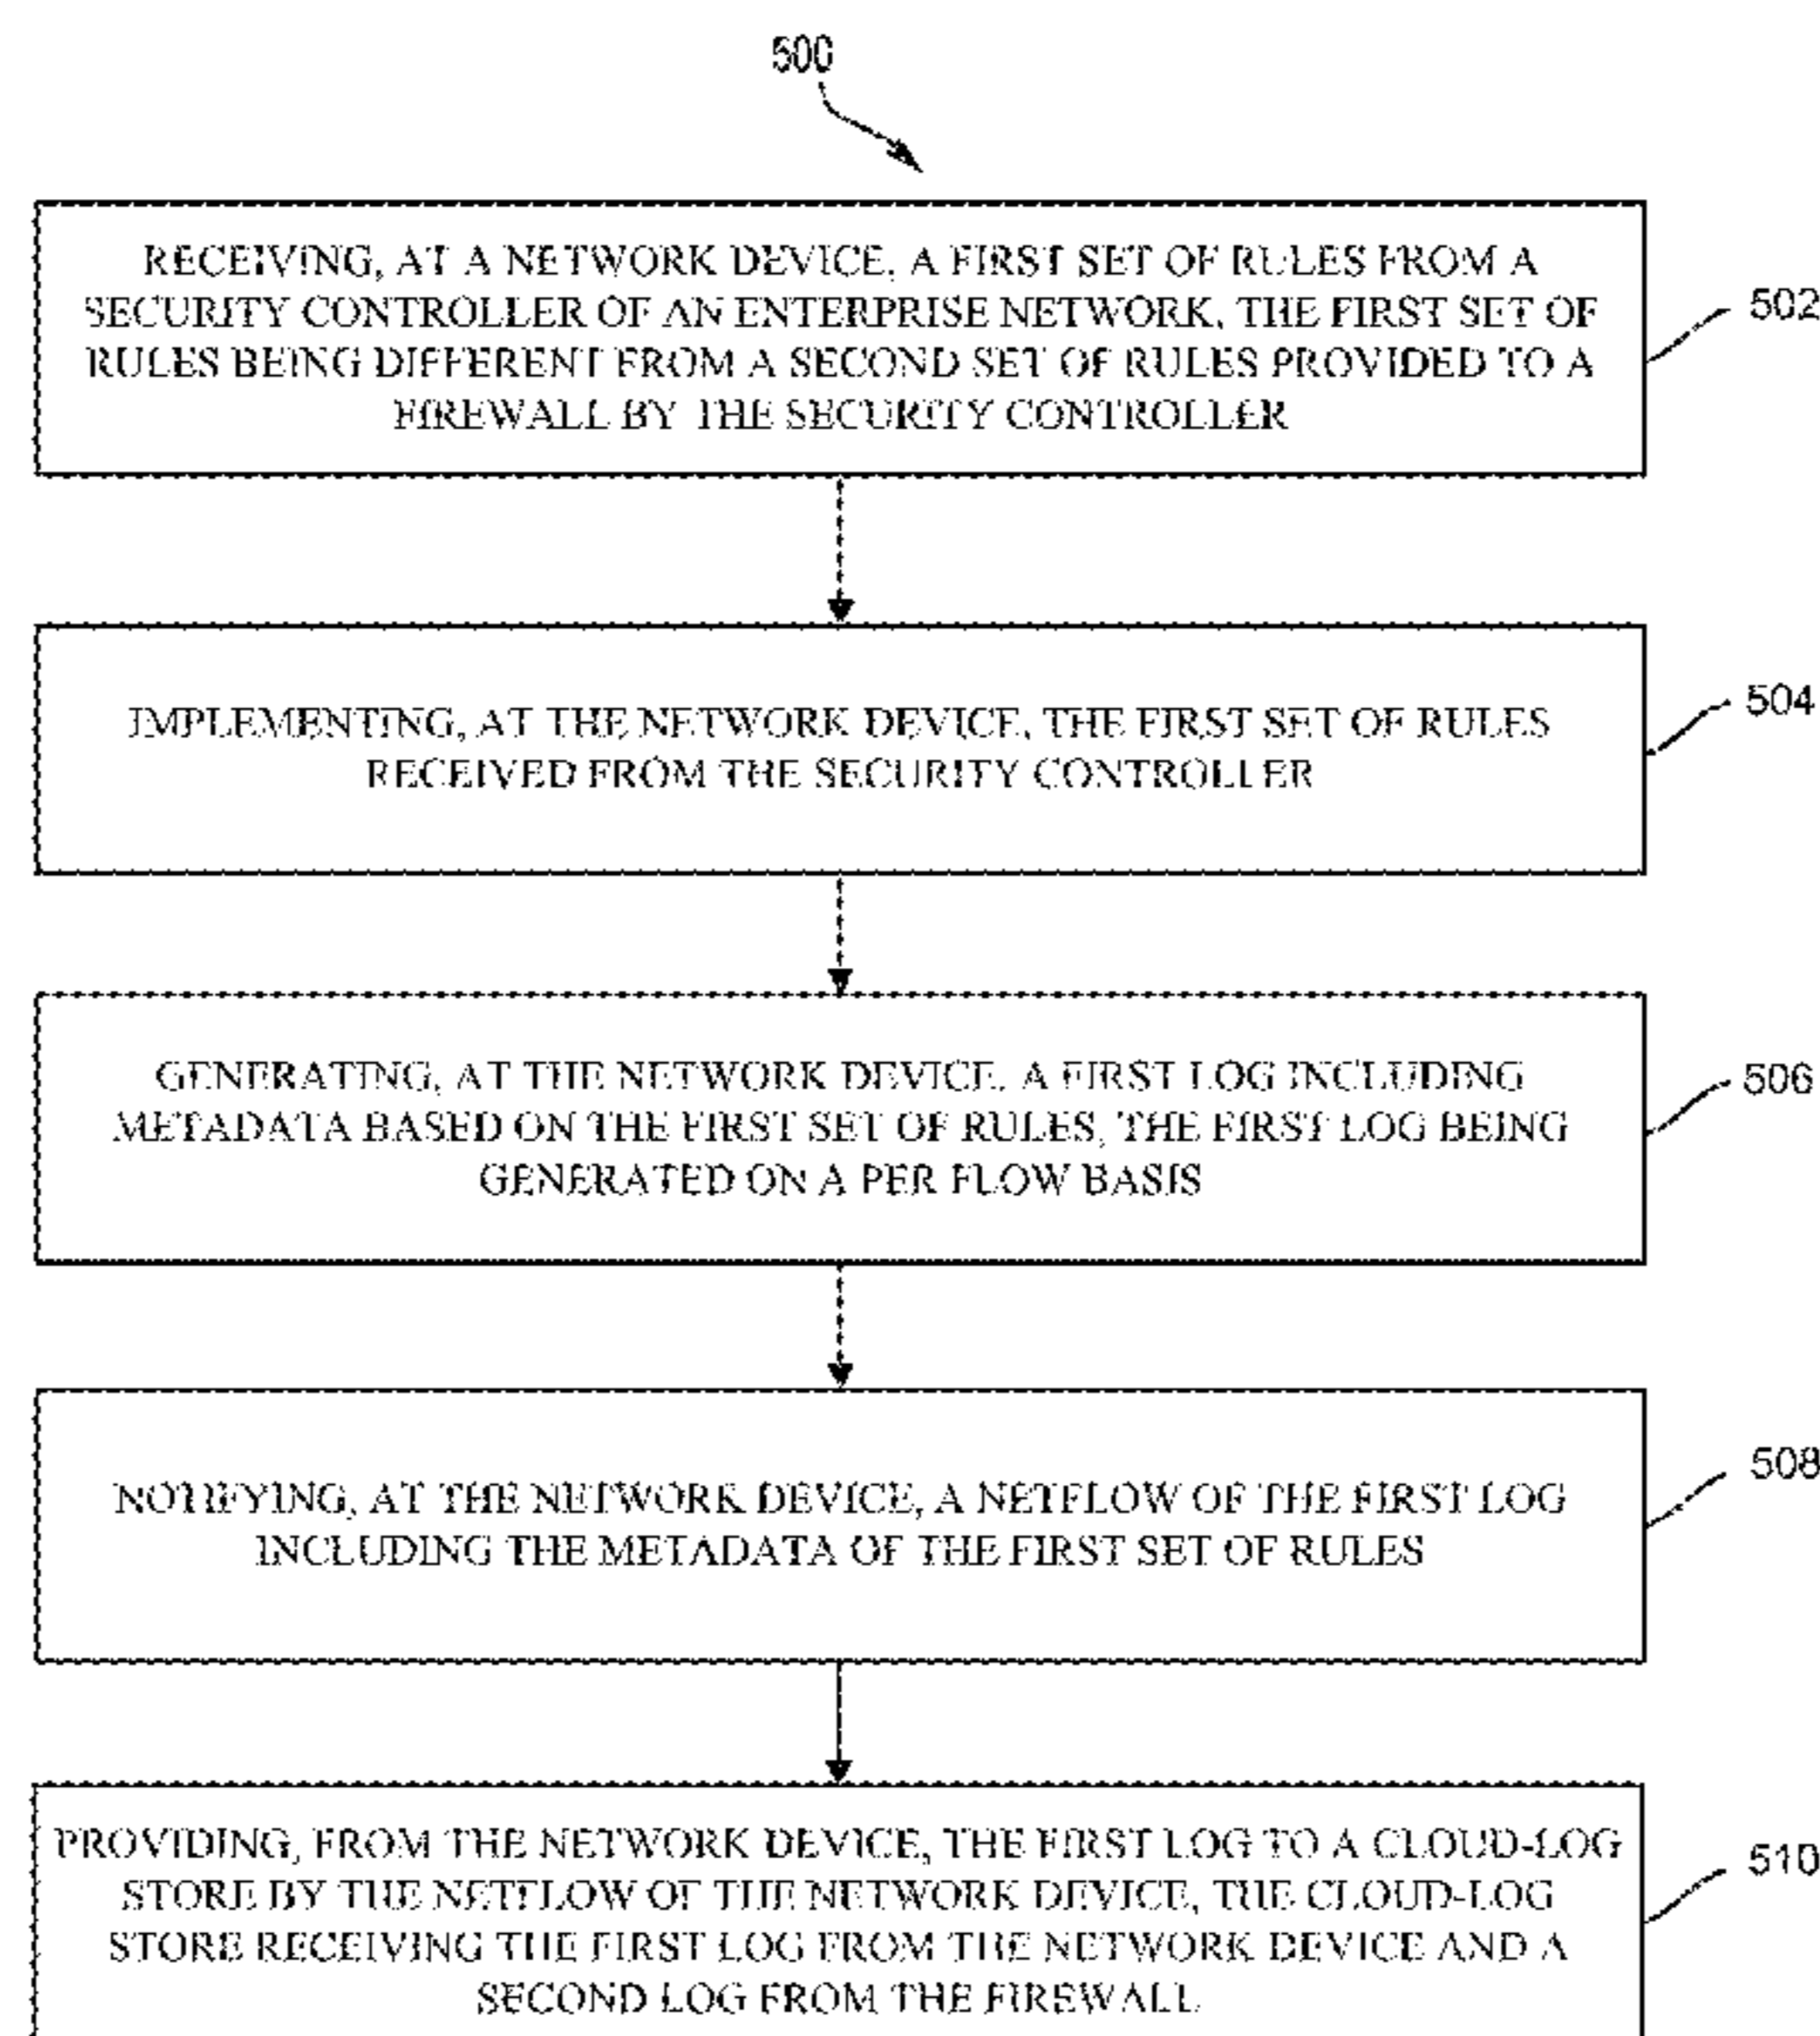 500
RECEIVING, AT A NETWORK DEVICE, A FIRST SET OF RULES FROM A
SECURITY CONTROLLER OF AN ENTERPRISE NETWORK, THE FIRST SET OF
RULES BEING DIFFERENT FROM A SECOND SET OF RULES PROVIDED TO A
FIREWALL BY THE SECURITY CONTROLLER
502
IMPLEMENTING, AT THE NETWORK DEVICE, THE FIRST SET OF RULES
RECEIVED FROM THE SECURITY CONTROLLER
504
GENERATING, AT THE NETWORK DEVICE, A FIRST LOG INCLUDING
METADATA BASED ON THE FIRST SET OF RULES, THE FIRST LOG BEING
GENERATED ON A PER FLOW BASIS
506
NOTIFYING, AT THE NETWORK DEVICE, A NETFLOW OF THE FIRST LOG
INCLUDING THE METADATA OF THE FIRST SET OF RULES
508
PROVIDING, FROM THE NETWORK DEVICE, THE FIRST LOG TO A CLOUD-LOG
STORE BY THE NETFLOW OF THE NETWORK DEVICE, THE CLOUD-LOG
STORE RECEIVING THE FIRST LOG FROM THE NETWORK DEVICE AND A
SECOND LOG FROM THE FIREWALL
510